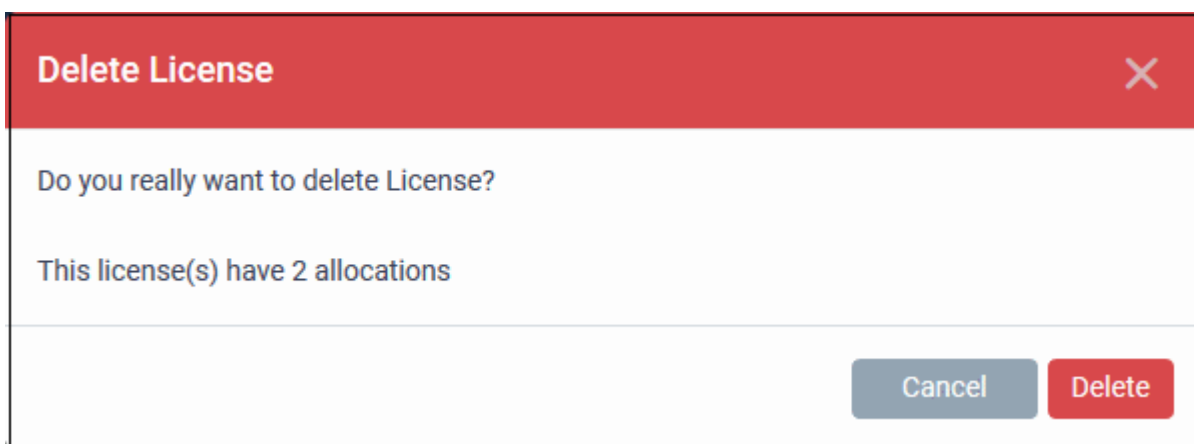 Delete License
Do you really want to delete License?
This license(s) have 2 allocations
Cancel Delete